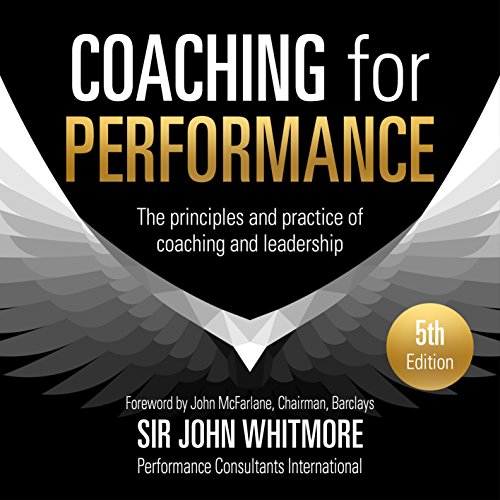 COACHING for
PERFORMANCE
The principles and practice of
coaching and leadership
5th
Edition
Foreword by John McFarlane, Chairman, Barclays
SIR JOHN WHITMORE
Performance Consultants International